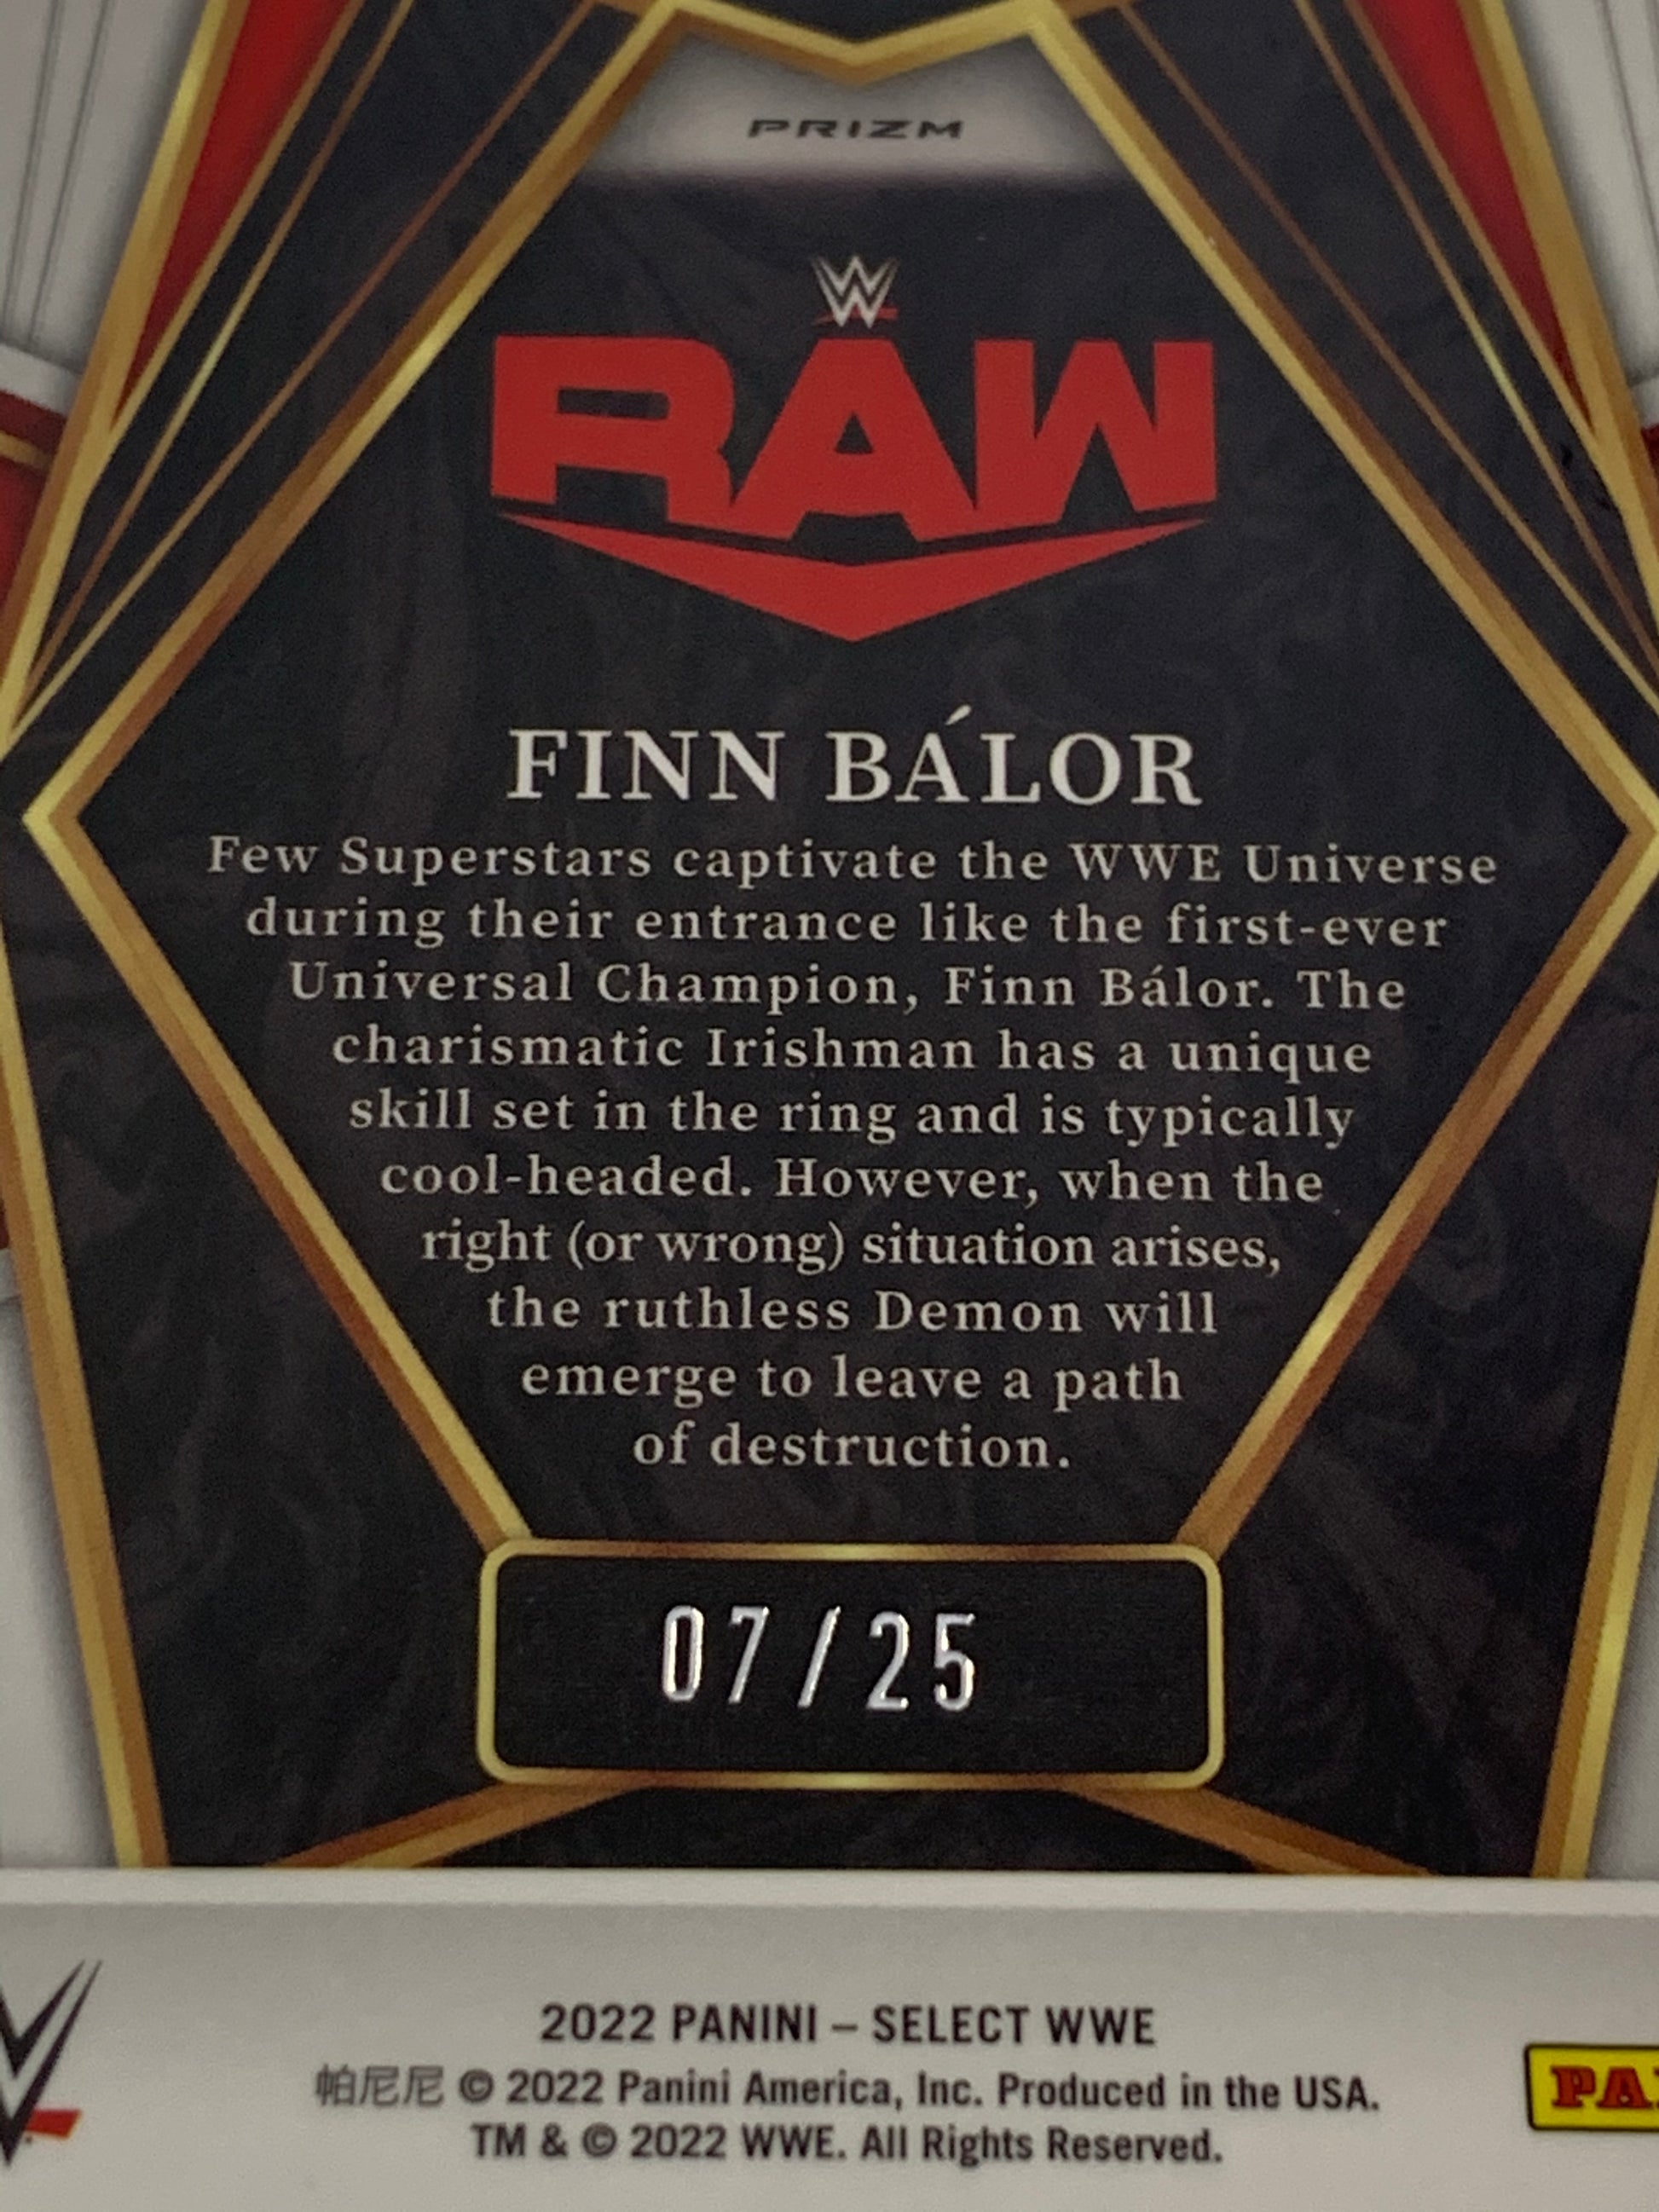 PRIZM
W
RAW
FINN BÁLOR
Few Superstars captivate the WWE Universe
during their entrance like the first-ever
Universal Champion, Finn Bálor. The
charismatic Irishman has a unique
skill set in the ring and is typically
cool-headed. However, when the
right (or wrong) situation arises,
the ruthless Demon will
emerge to leave a path
of destruction.
07/25
2022 PANINI – SELECT WWE
帕尼尼 © 2022 Panini America, Inc. Produced in the USA.
TM & © 2022 WWE. All Rights Reserved.